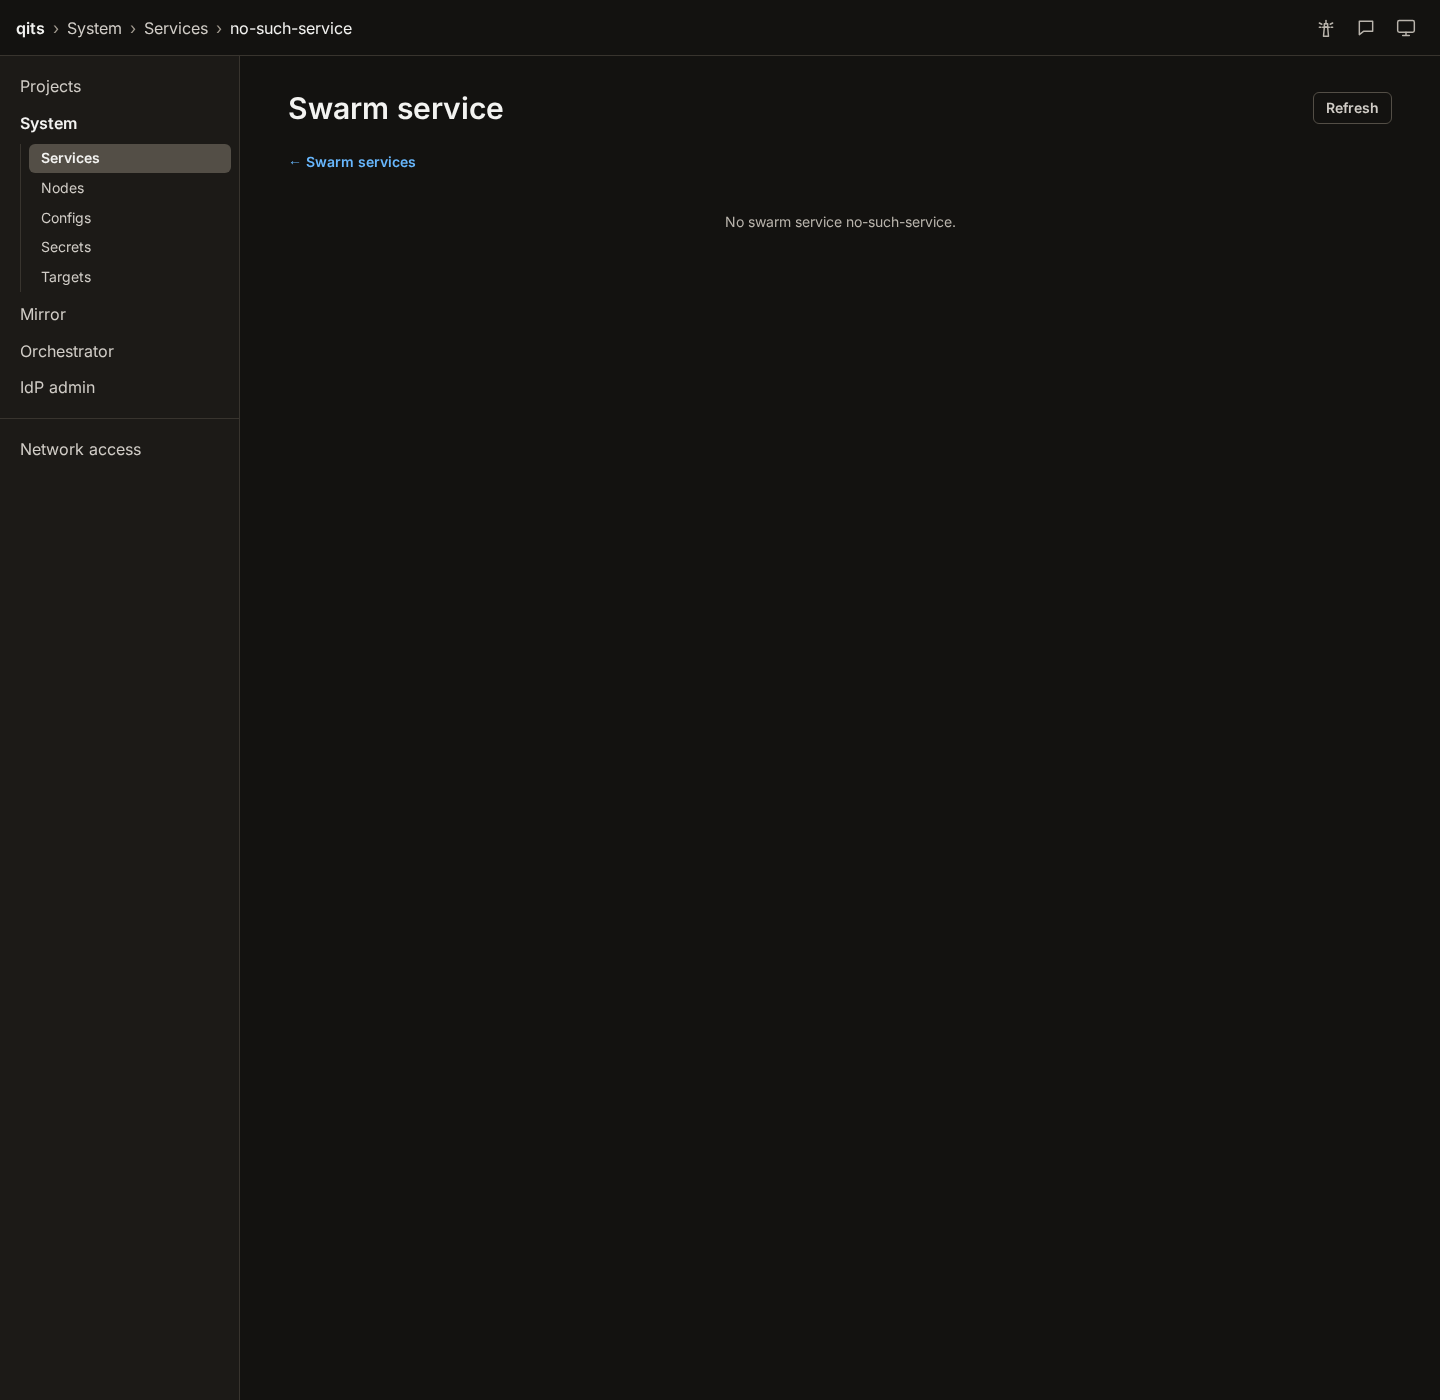 qits › System › Services › no-such-service
Projects
System
Services
Nodes
Configs
Secrets
Targets
Mirror
Orchestrator
IdP admin
Network access
Swarm service
Refresh
← Swarm services
No swarm service no-such-service.